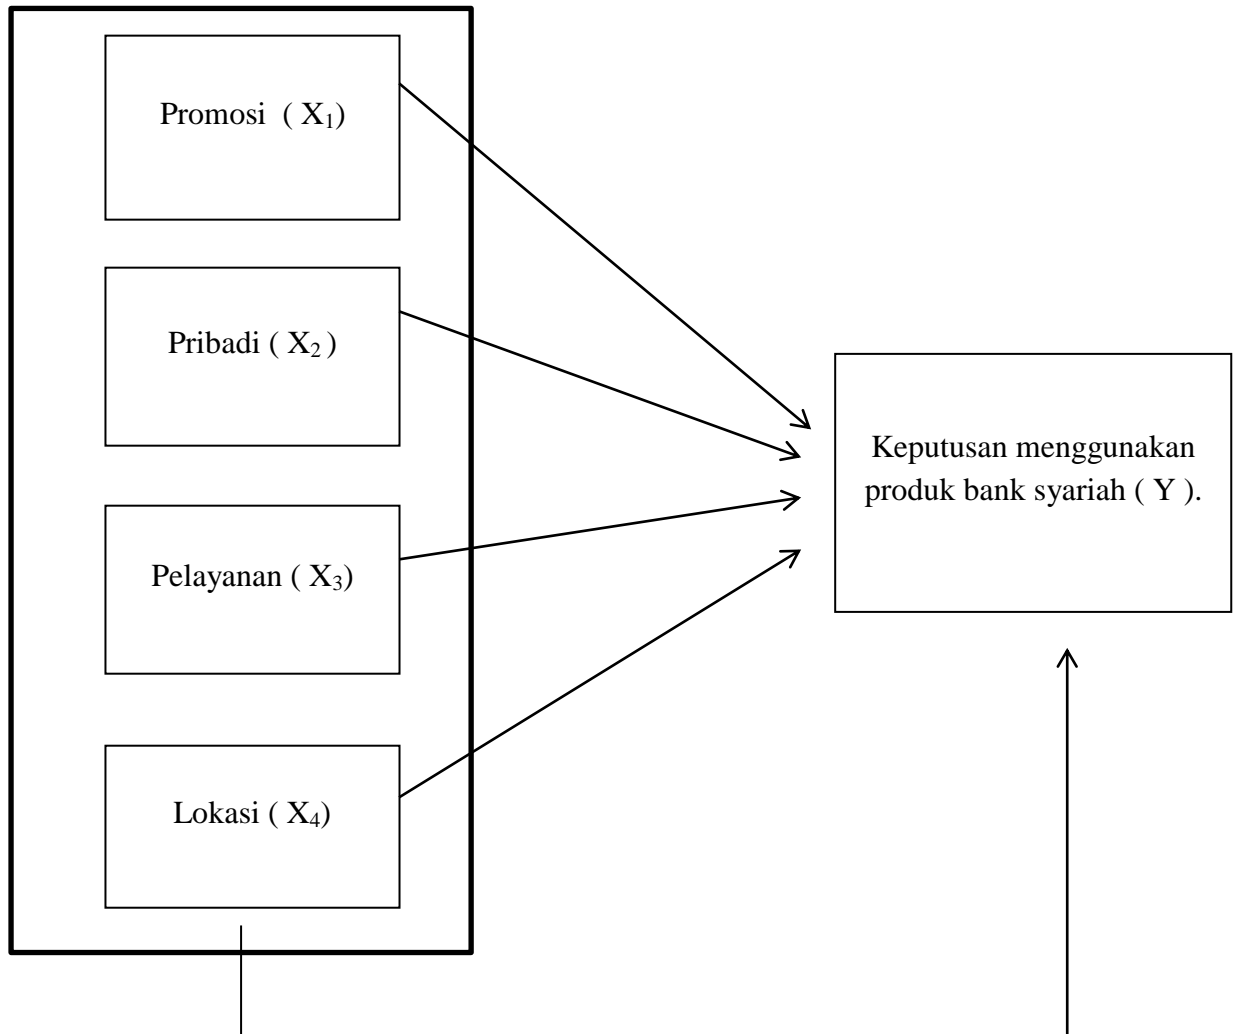 Promosi ( X₁)
Pribadi ( X₂ )
Keputusan menggunakan
produk bank syariah ( Y ).
Pelayanan ( X₃)
Lokasi ( X₄)